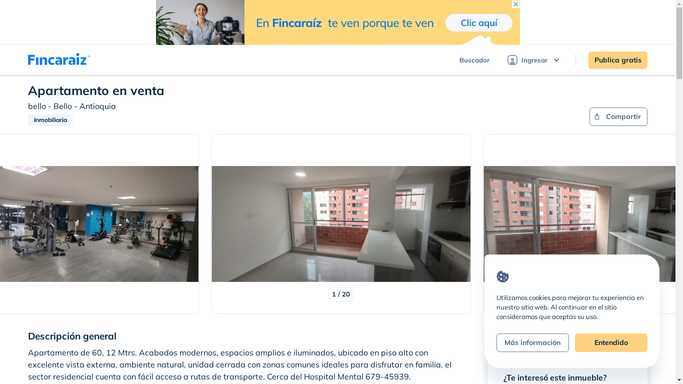 En Fincaraíz te ven porque te ven
Clic aquí
Fincaraíz
Buscador
Ingresar
Publica gratis
Apartamento en venta
bello - Bello - Antioquia
Inmobiliaria
Compartir
1 / 20
Utilizamos cookies para mejorar tu experiencia en
nuestro sitio web. Al continuar en el sitio
consideramos que aceptas su uso.
Más información
Entendido
Descripción general
Apartamento de 60, 12 Mtrs. Acabados modernos, espacios amplios e iluminados, ubicado en piso alto con
excelente vista externa, ambiente natural, unidad cerrada con zonas comunes ideales para disfrutar en familia, el
sector residencial cuenta con fácil acceso a rutas de transporte. Cerca del Hospital Mental 679-45939.
¿Te interesó este inmueble?